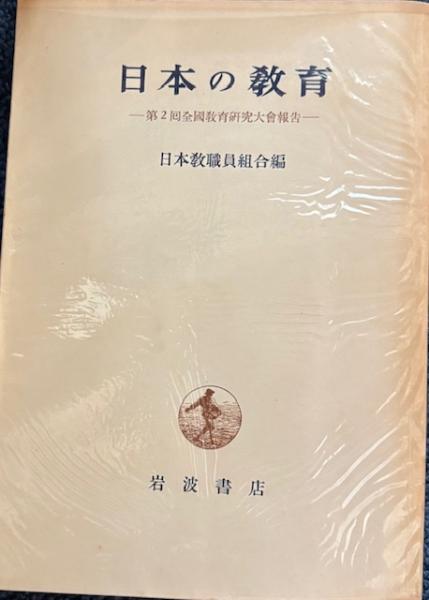 日本の教育
—第2回全國教育研究大會報告—
日本教職員組合編
岩波書店